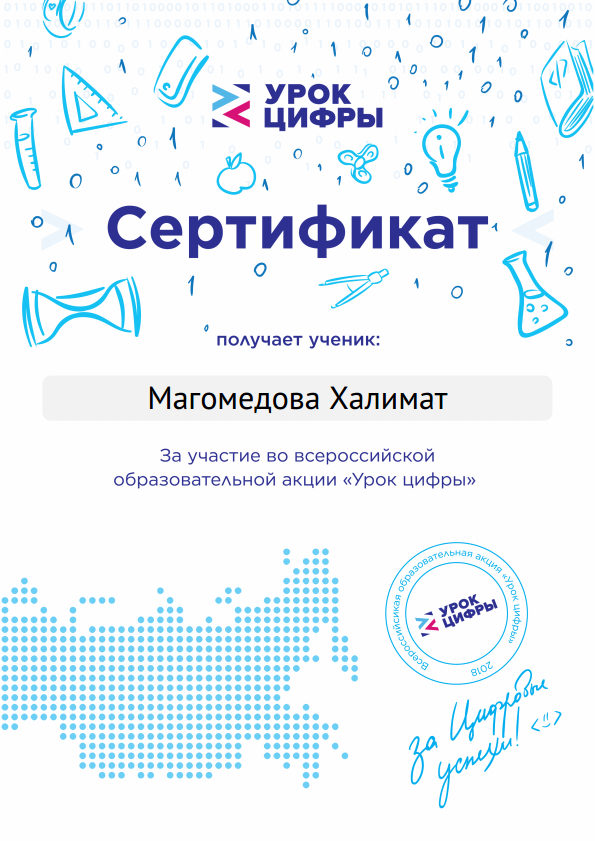 УРОК
ЦИФРЫ
Сертификат
получает ученик:
Магомедова Халимат
За участие во всероссийской
образовательной акции «Урок цифры»
Всероссийсикая образовательная акция «Урок цифры»
2018
УРОК
ЦИФРЫ
за Цифровые
успехи!